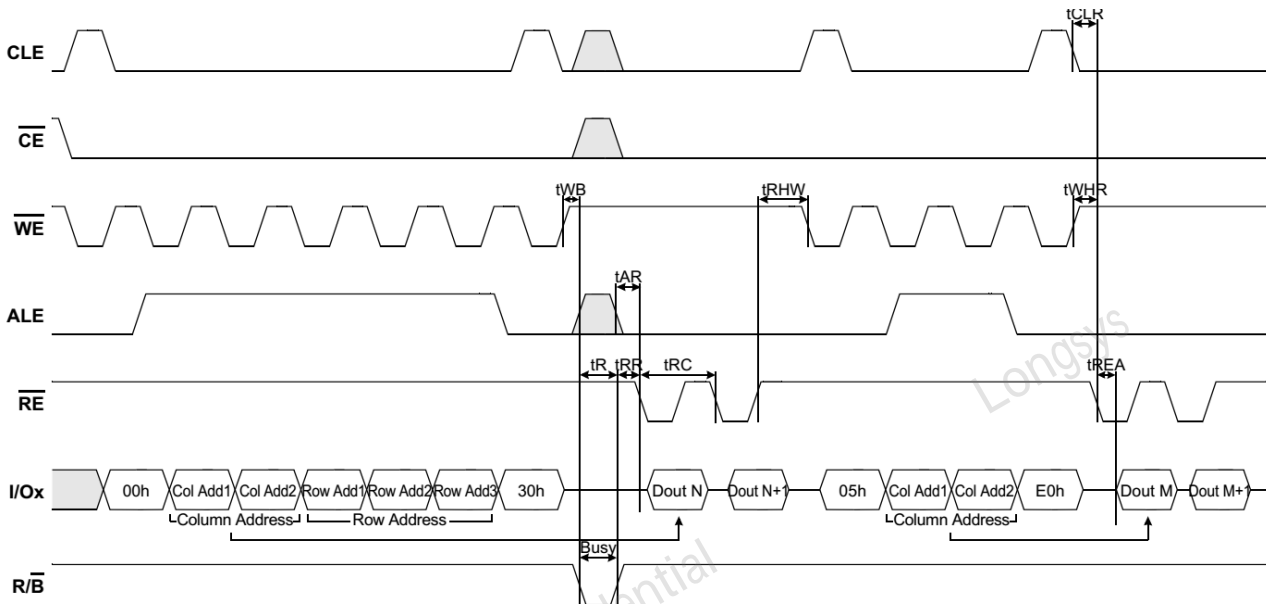 tCLR
CLE
CE
tWB
tRHW
tWHR
WE
tAR
ALE
tR
tRR
tRC
tREA
RE
Longsys
I/Ox
00h
Col Add1
Col Add2
Row Add1
Row Add2
Row Add3
30h
Dout N
Dout N+1
05h
Col Add1
Col Add2
E0h
Dout M
Dout M+1
Column Address
Row Address
Column Address
Busy
R/B